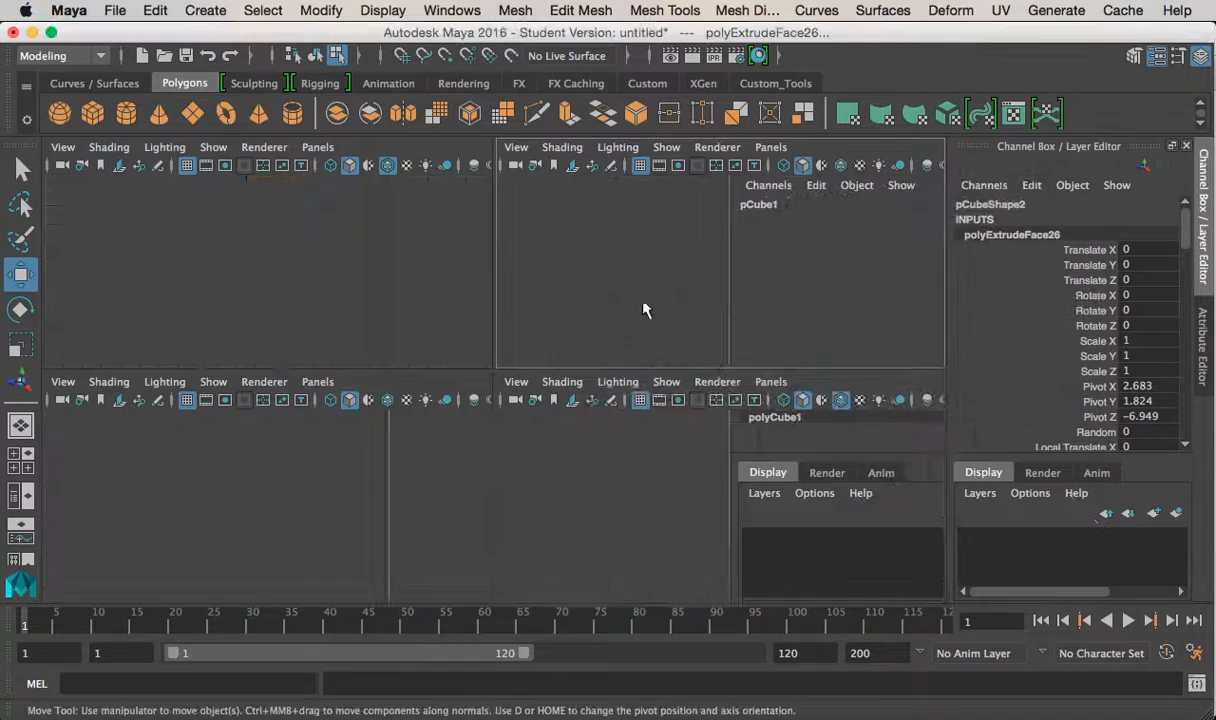 Maya File Edit Create Select Modify Display Windows Mesh Edit Mesh Mesh Tools Mesh Di... Curves Surfaces Deform UV Generate Cache Help
Autodesk Maya 2016 - Student Version: untitled* --- polyExtrudeFace26...
Modeling No Live Surface
Curves / Surfaces Polygons Sculpting Rigging Animation Rendering FX FX Caching Custom XGen Custom_Tools
View Shading Lighting Show Renderer Panels View Shading Lighting Show Renderer Panels Channel Box / Layer Editor
Channels Edit Object Show Channels Edit Object Show
pCube1 pCubeShape2
INPUTS
polyExtrudeFace26
Translate X 0
Translate Y 0
Translate Z 0
Rotate X 0
Rotate Y 0
Rotate Z 0
Scale X 1
Scale Y 1
Scale Z 1
Pivot X 2.683
Pivot Y 1.824
Pivot Z -6.949
Random 0
Local Translate X 0
Channel Box / Layer Editor
Attribute Editor
View Shading Lighting Show Renderer Panels View Shading Lighting Show Renderer Panels
polyCube1
Display Render Anim Display Render Anim
Layers Options Help Layers Options Help
1 5 10 15 20 25 30 35 40 45 50 55 60 65 70 75 80 85 90 95 100 105 110 115 12
1
1 1 1 120 120 200 No Anim Layer No Character Set
MEL
Move Tool: Use manipulator to move object(s). Ctrl+MMB+drag to move components along normals. Use D or HOME to change the pivot position and axis orientation.